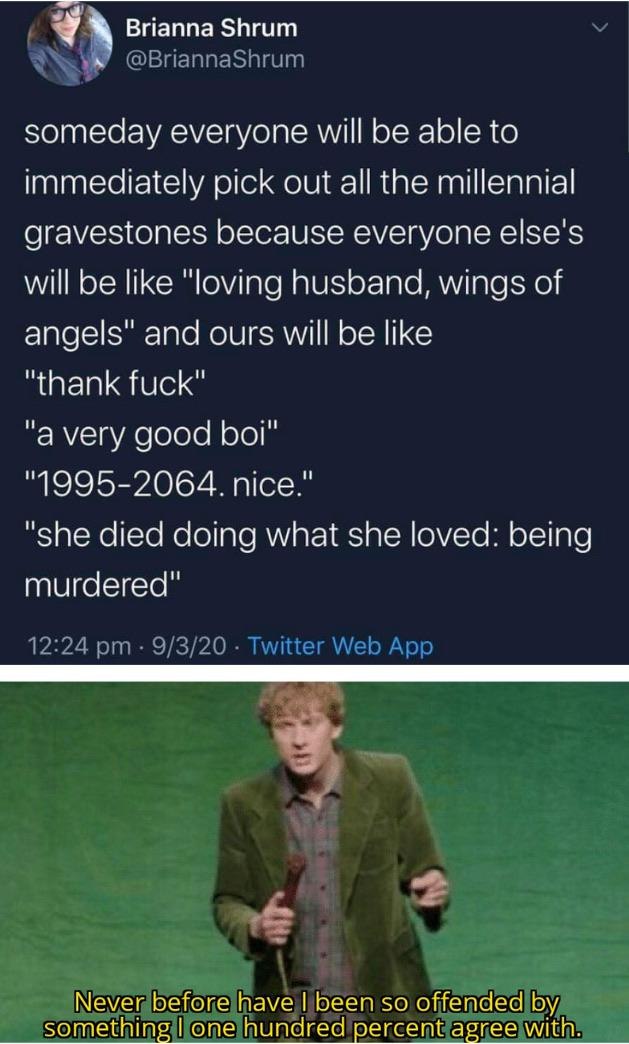 Brianna Shrum
@BriannaShrum
someday everyone will be able to
immediately pick out all the millennial
gravestones because everyone else's
will be like "loving husband, wings of
angels" and ours will be like
"thank fuck"
"a very good boi"
"1995-2064. nice."
"she died doing what she loved: being
murdered"
12:24 pm · 9/3/20 · Twitter Web App
Never before have I been so offended by
something I one hundred percent agree with.